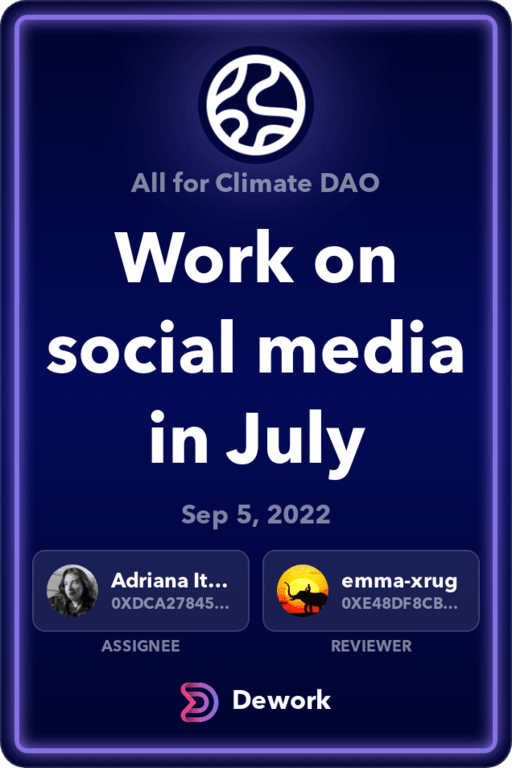 All for Climate DAO
Work on
social media
in July
Sep 5, 2022
Adriana It...
0XDCA27845...
ASSIGNEE
emma-xrug
0XE48DF8CB...
REVIEWER
Dework